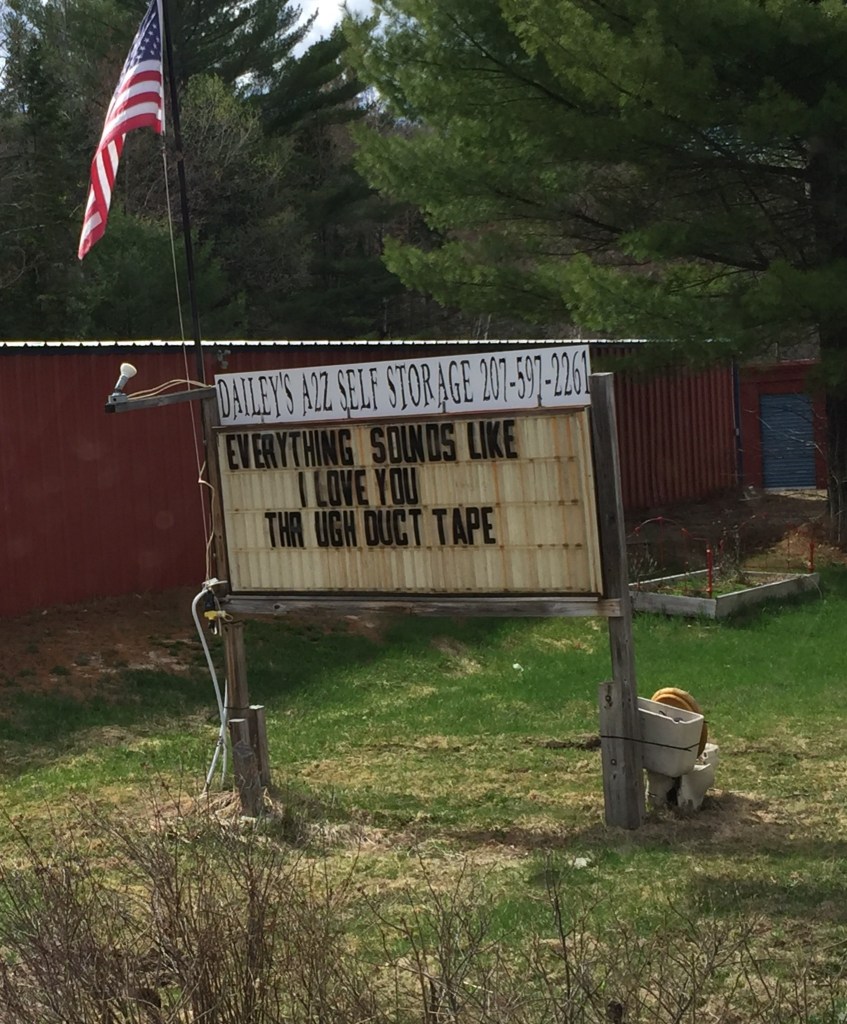 DAILEY'S A2Z SELF STORAGE 207-597-2261
EVERYTHING SOUNDS LIKE
I LOVE YOU
THR UGH DUCT TAPE